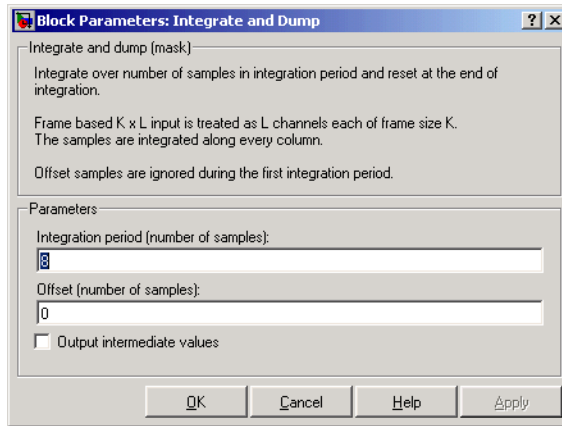 Block Parameters: Integrate and Dump
Integrate and dump (mask)
Integrate over number of samples in integration period and reset at the end of
integration.
Frame based K x L input is treated as L channels each of frame size K.
The samples are integrated along every column.
Offset samples are ignored during the first integration period.
Parameters
Integration period (number of samples):
8
Offset (number of samples):
0
Output intermediate values
OK Cancel Help Apply